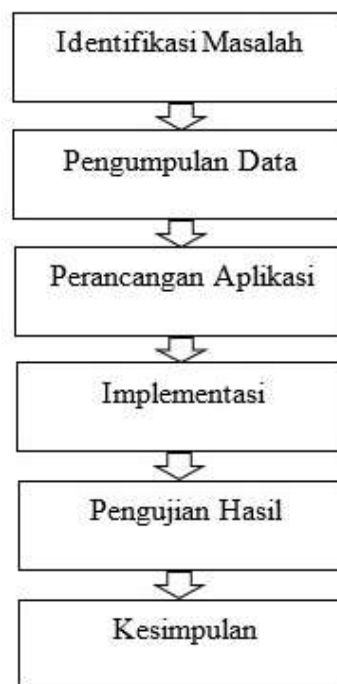 Identifikasi Masalah
Pengumpulan Data
Perancangan Aplikasi
Implementasi
Pengujian Hasil
Kesimpulan